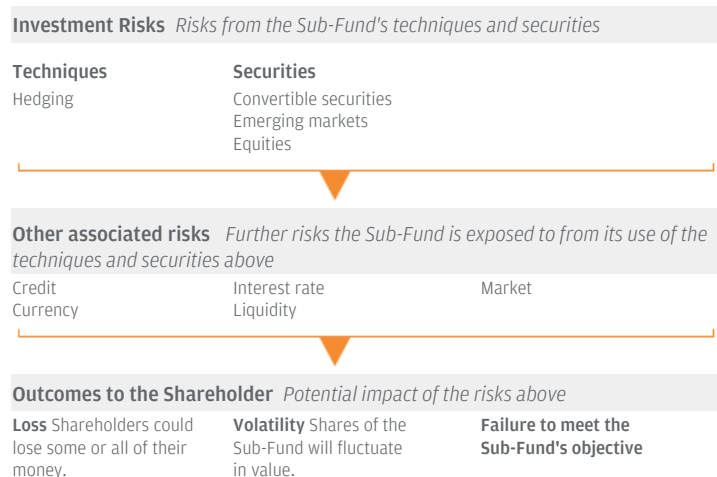 Investment Risks Risks from the Sub-Fund's techniques and securities
Techniques
Hedging
Securities
Convertible securities
Emerging markets
Equities
Other associated risks Further risks the Sub-Fund is exposed to from its use of the
techniques and securities above
Credit
Currency
Interest rate
Liquidity
Market
Outcomes to the Shareholder Potential impact of the risks above
Loss Shareholders could
lose some or all of their
money.
Volatility Shares of the
Sub-Fund will fluctuate
in value.
Failure to meet the
Sub-Fund's objective